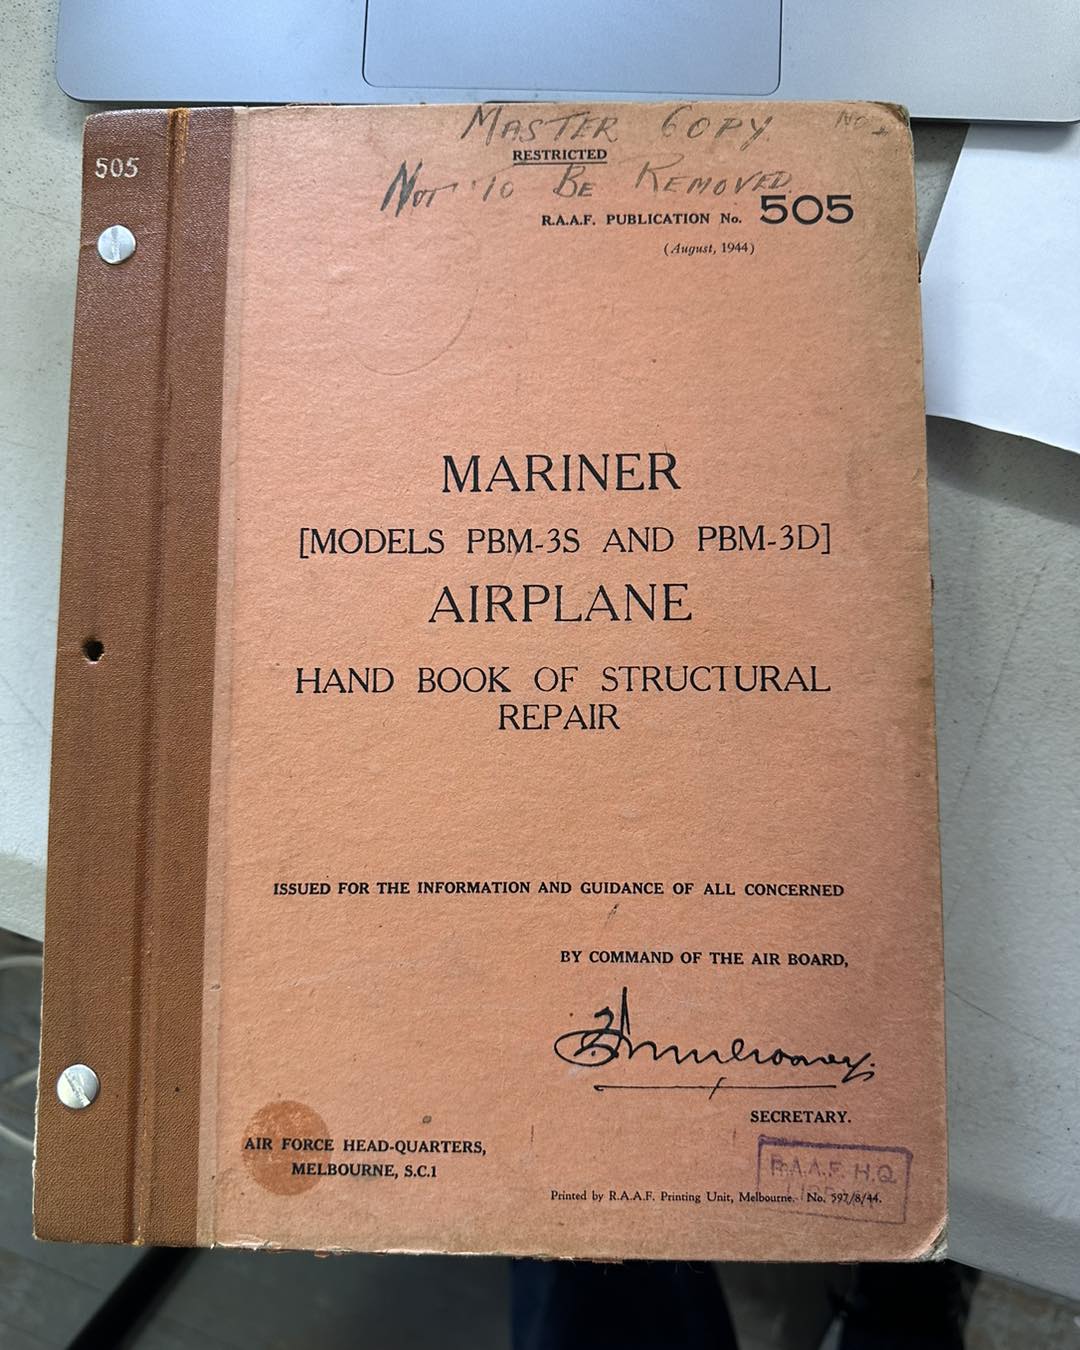 MASTER COPY
505
RESTRICTED
NOT TO BE REMOVED
R.A.A.F. PUBLICATION No. 505
(August, 1944)
MARINER
[MODELS PBM-3S AND PBM-3D]
AIRPLANE
HAND BOOK OF STRUCTURAL
REPAIR
ISSUED FOR THE INFORMATION AND GUIDANCE OF ALL CONCERNED
BY COMMAND OF THE AIR BOARD,
SECRETARY.
AIR FORCE HEAD-QUARTERS,
MELBOURNE, S.C.1
R.A.A.F. H.Q.
Printed by R.A.A.F. Printing Unit, Melbourne. No. 597/8/44.